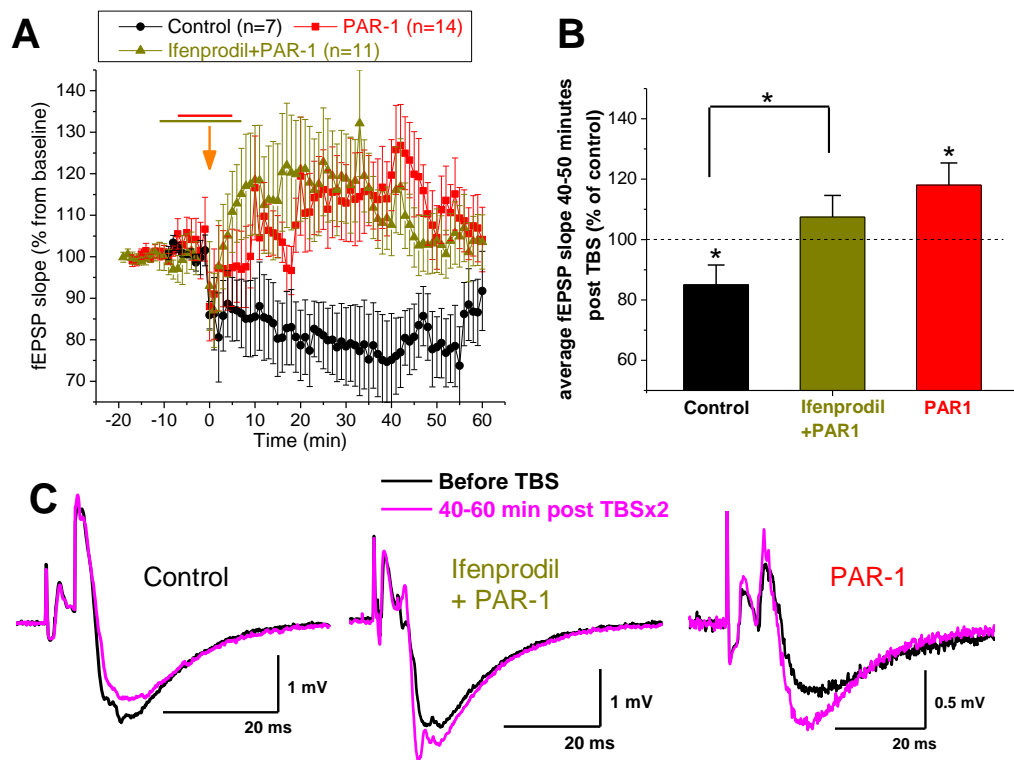 A
Control (n=7)
PAR-1 (n=14)
Ifenprodil+PAR-1 (n=11)
fEPSP slope (% from baseline)
140
130
120
110
100
90
80
70
-20 -10 0 10 20 30 40 50 60
Time (min)
B
average fEPSP slope 40-50 minutes
post TBS (% of control)
140
120
100
80
60
*
*
*
Control
Ifenprodil
+PAR1
PAR1
C
Before TBS
40-60 min post TBSx2
Control
1 mV
20 ms
Ifenprodil
+ PAR-1
1 mV
20 ms
PAR-1
0.5 mV
20 ms